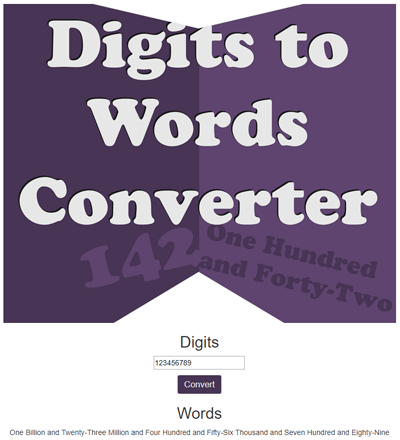 Digits to
Words
Converter
142
One Hundred
and Forty-Two
Digits
123456789
Convert
Words
One Billion and Twenty-Three Million and Four Hundred and Fifty-Six Thousand and Seven Hundred and Eighty-Nine